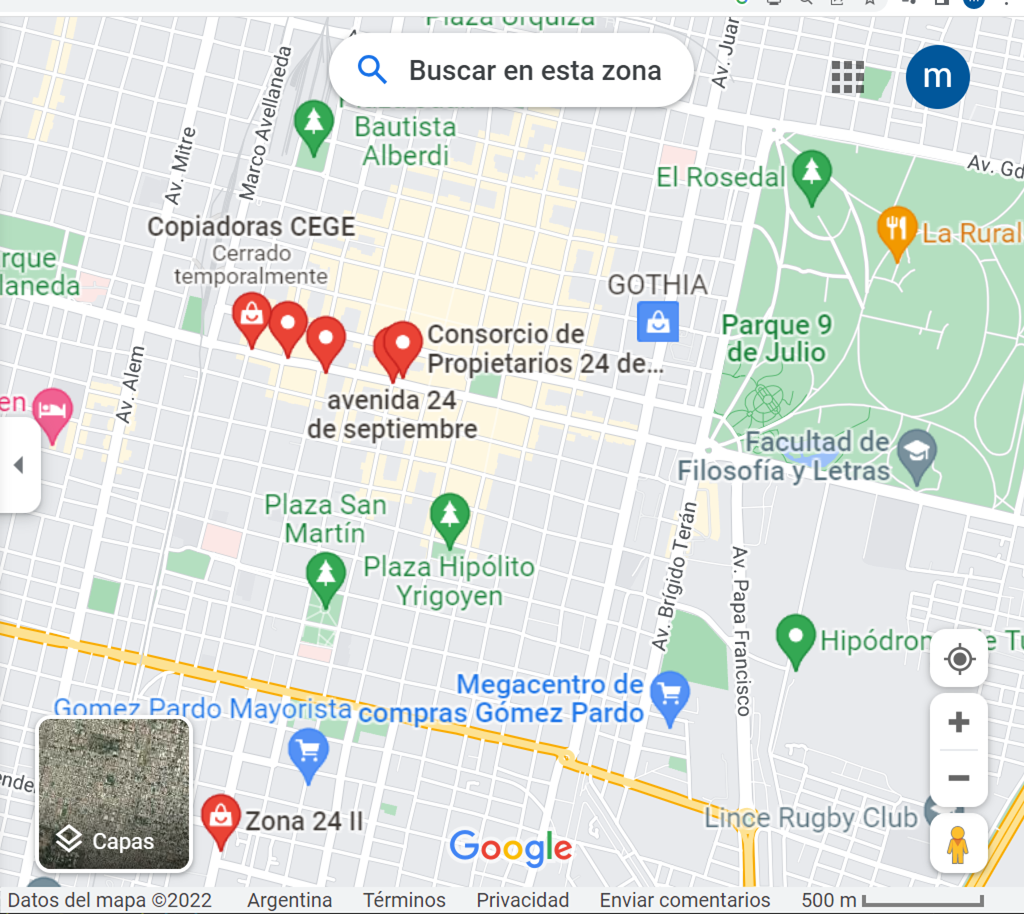 Plaza Urquiza
Buscar en esta zona
m
Av. Juan
Marco Avellaneda
Av. Mitre
Bautista
Alberdi
Av. Gd
El Rosedal
La Rural
Copiadoras CEGE
Cerrado
temporalmente
rque
laneda
GOTHIA
Parque 9
de Julio
Consorcio de
Propietarios 24 de...
avenida 24
de septiembre
Av. Alem
en
Facultad de
Filosofía y Letras
Plaza San
Martín
Plaza Hipólito
Yrigoyen
Av. Brígido Terán
Av. Papa Francisco
Hipódrom
e Tu
Megacentro de
compras Gómez Pardo
Gomez Pardo Mayorista
Capas
Zona 24 II
Lince Rugby Club
Google
Datos del mapa ©2022 Argentina Términos Privacidad Enviar comentarios 500 m